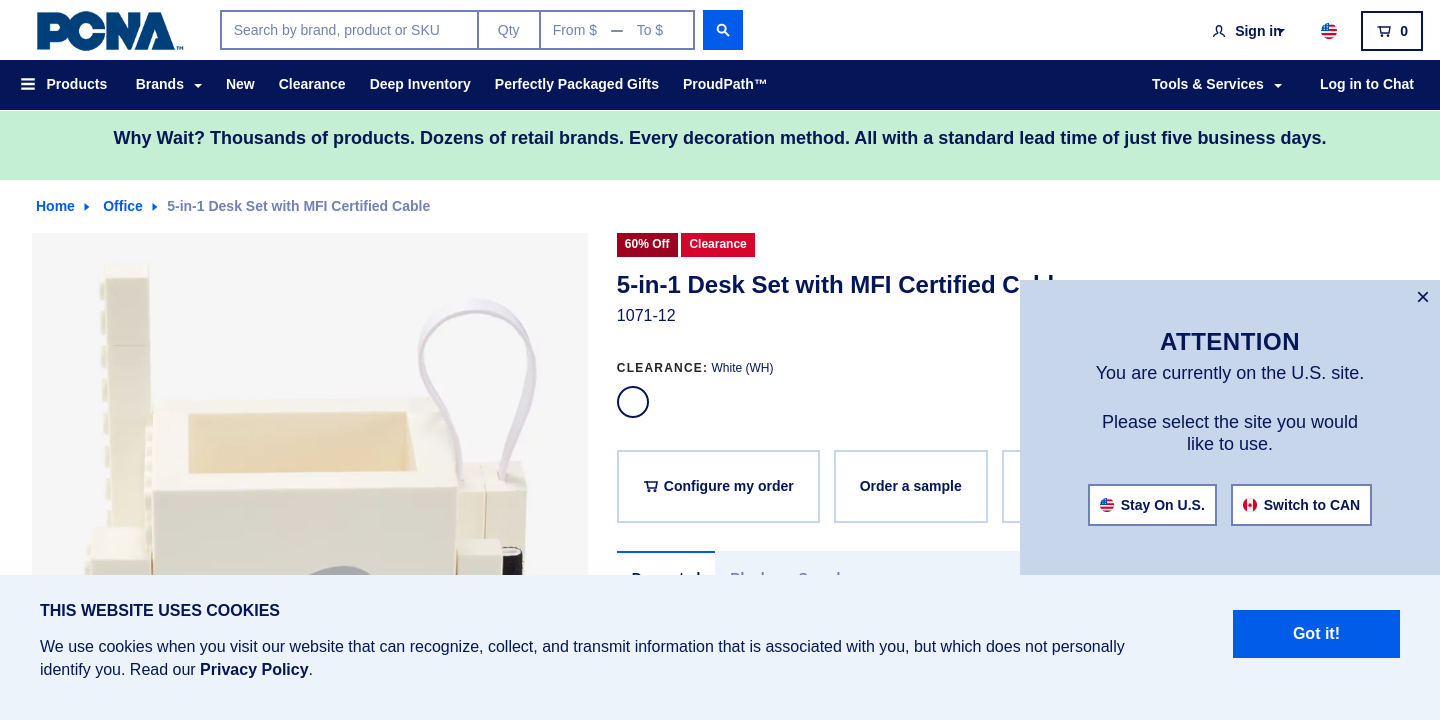 PCNA™
Search by brand, product or SKU
Qty
From $ — To $
Sign in
0
Products
Brands
New
Clearance
Deep Inventory
Perfectly Packaged Gifts
ProudPath™
Tools & Services
Log in to Chat
Why Wait? Thousands of products. Dozens of retail brands. Every decoration method. All with a standard lead time of just five business days.
Home
Office
5-in-1 Desk Set with MFI Certified Cable
60% Off
Clearance
5-in-1 Desk Set with MFI Certified
1071-12
CLEARANCE: White (WH)
Configure my order
Order a sample
×
ATTENTION
You are currently on the U.S. site.
Please select the site you would
like to use.
Stay On U.S.
Switch to CAN
THIS WEBSITE USES COOKIES
We use cookies when you visit our website that can recognize, collect, and transmit information that is associated with you, but which does not personally
identify you. Read our Privacy Policy.
Got it!